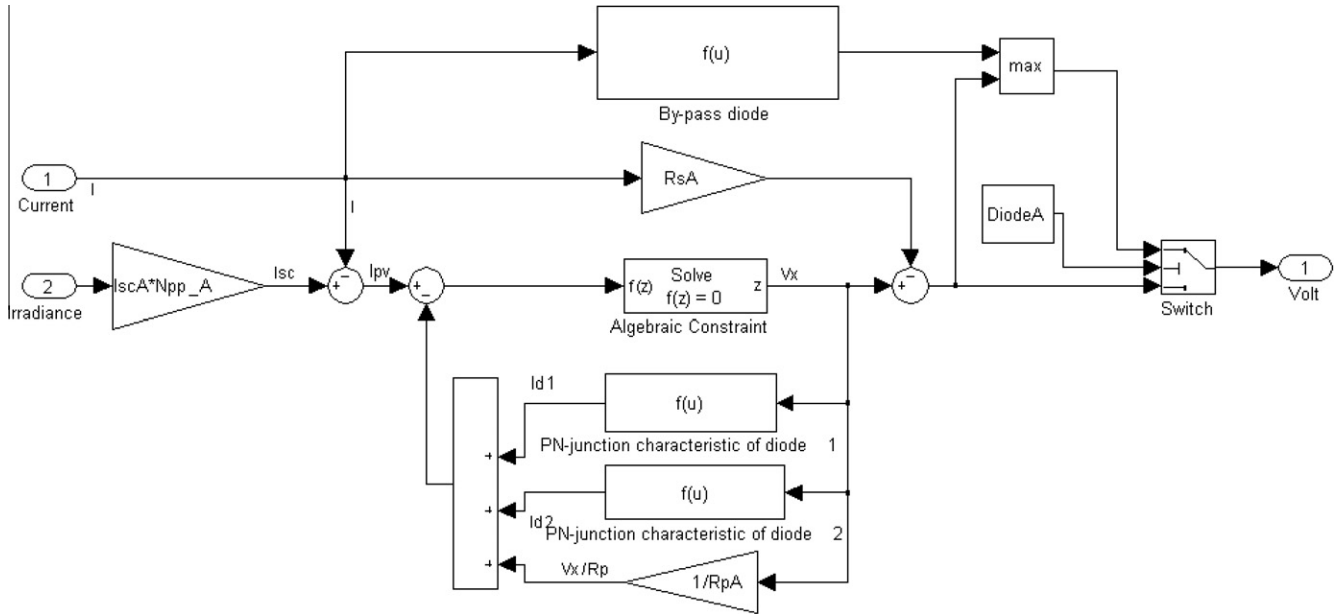 f(u)
max
By-pass diode
1
I
Current
RsA
I
DiodeA
IscA*Npp_A
Isc
Ipv
2
Irradiance
f(z) Solve f(z) = 0 z
Vx
Algebraic Constraint
Switch
1
Volt
Id1
f(u)
PN-junction characteristic of diode 1
Id2
f(u)
PN-junction characteristic of diode 2
Vx/Rp
1/RpA